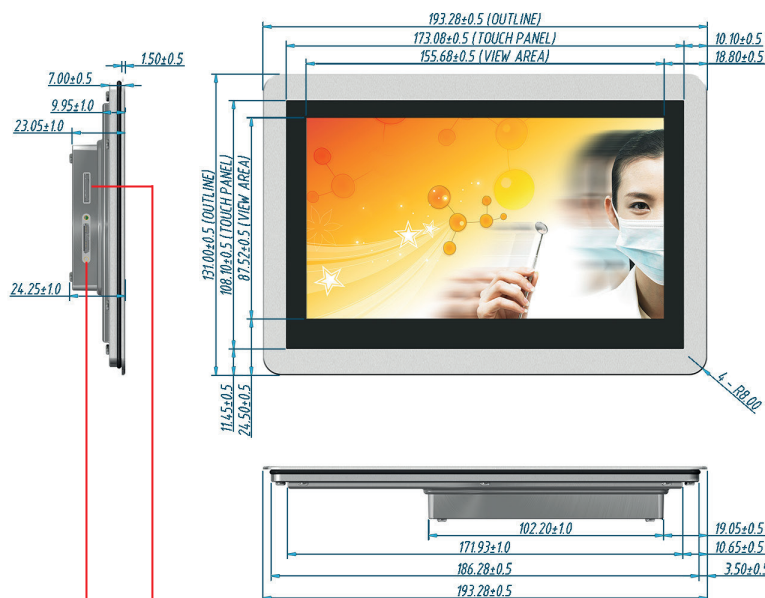 193.28±0.5 (OUTLINE)
173.08±0.5 (TOUCH PANEL)
10.10±0.5
155.68±0.5 (VIEW AREA)
18.80±0.5
1.50±0.5
7.00±0.5
9.95±1.0
23.05±1.0
24.25±1.0
131.00±0.5 (OUTLINE)
108.10±0.5 (TOUCH PANEL)
87.52±0.5 (VIEW AREA)
11.45±0.5
24.50±0.5
4 - R8.00
102.20±1.0
19.05±0.5
171.93±1.0
10.65±0.5
186.28±0.5
3.50±0.5
193.28±0.5